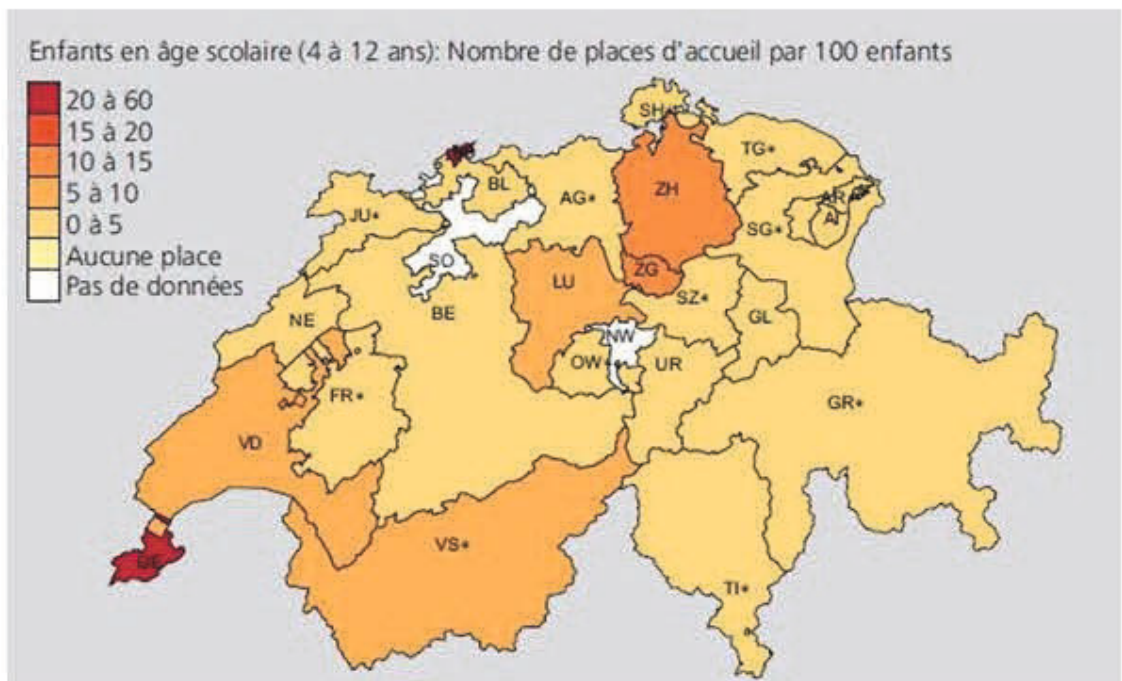 Enfants en âge scolaire (4 à 12 ans): Nombre de places d'accueil par 100 enfants
20 à 60
15 à 20
10 à 15
5 à 10
0 à 5
Aucune place
Pas de données
SH
TG*
BL
AG*
ZH
AR
AI
JU*
SG*
SO
ZG
LU
SZ*
BE
NE
GL
NW
OW
UR
FR*
GR*
VD
VS*
GE
TI*